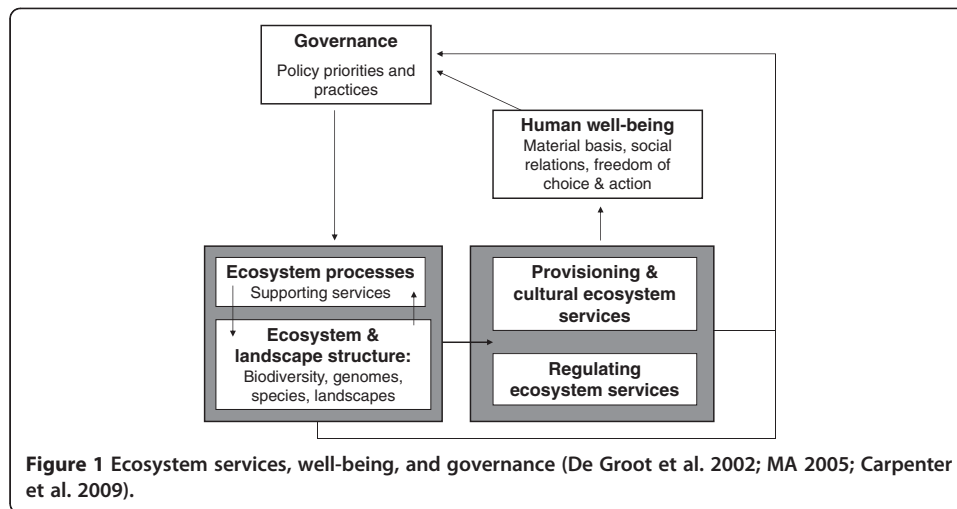 Governance
Policy priorities and
practices
Human well-being
Material basis, social
relations, freedom of
choice & action
Ecosystem processes
Supporting services
Ecosystem &
landscape structure:
Biodiversity, genomes,
species, landscapes
Provisioning &
cultural ecosystem
services
Regulating
ecosystem services
Figure 1 Ecosystem services, well-being, and governance (De Groot et al. 2002; MA 2005; Carpenter
et al. 2009).